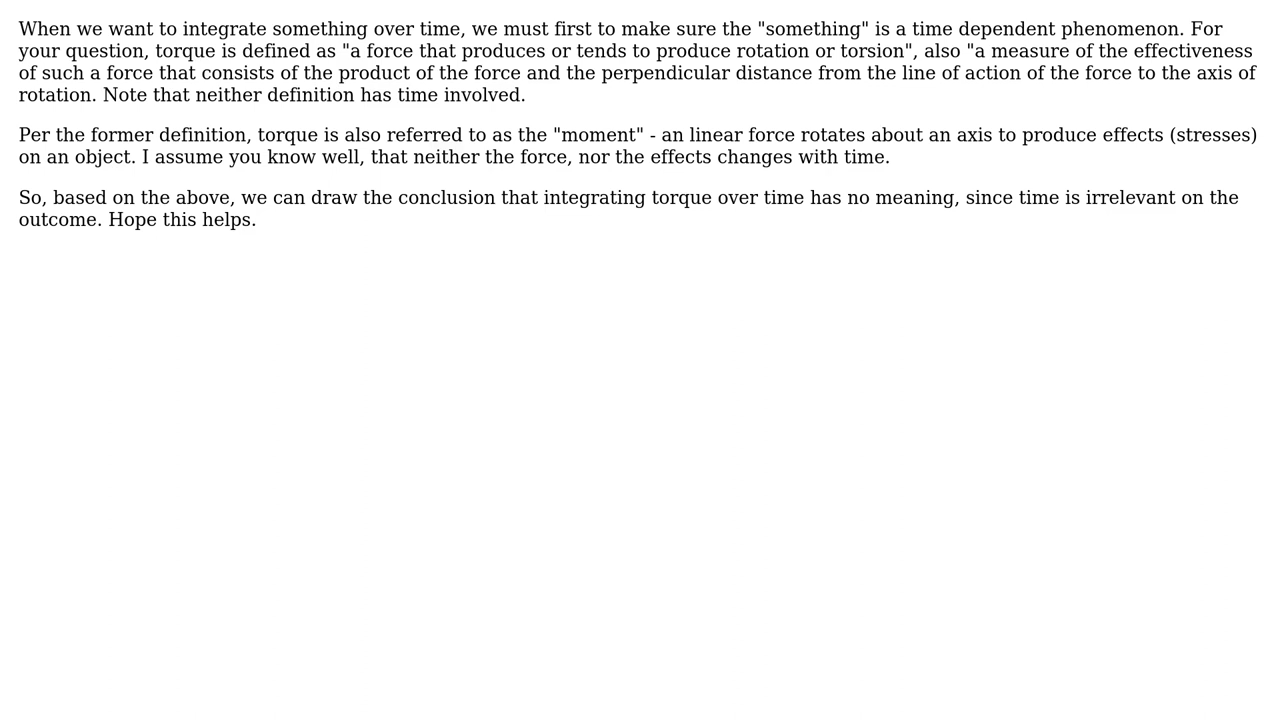 When we want to integrate something over time, we must first to make sure the "something" is a time dependent phenomenon. For
your question, torque is defined as "a force that produces or tends to produce rotation or torsion", also "a measure of the effectiveness
of such a force that consists of the product of the force and the perpendicular distance from the line of action of the force to the axis of
rotation. Note that neither definition has time involved.
Per the former definition, torque is also referred to as the "moment" - an linear force rotates about an axis to produce effects (stresses)
on an object. I assume you know well, that neither the force, nor the effects changes with time.
So, based on the above, we can draw the conclusion that integrating torque over time has no meaning, since time is irrelevant on the
outcome. Hope this helps.